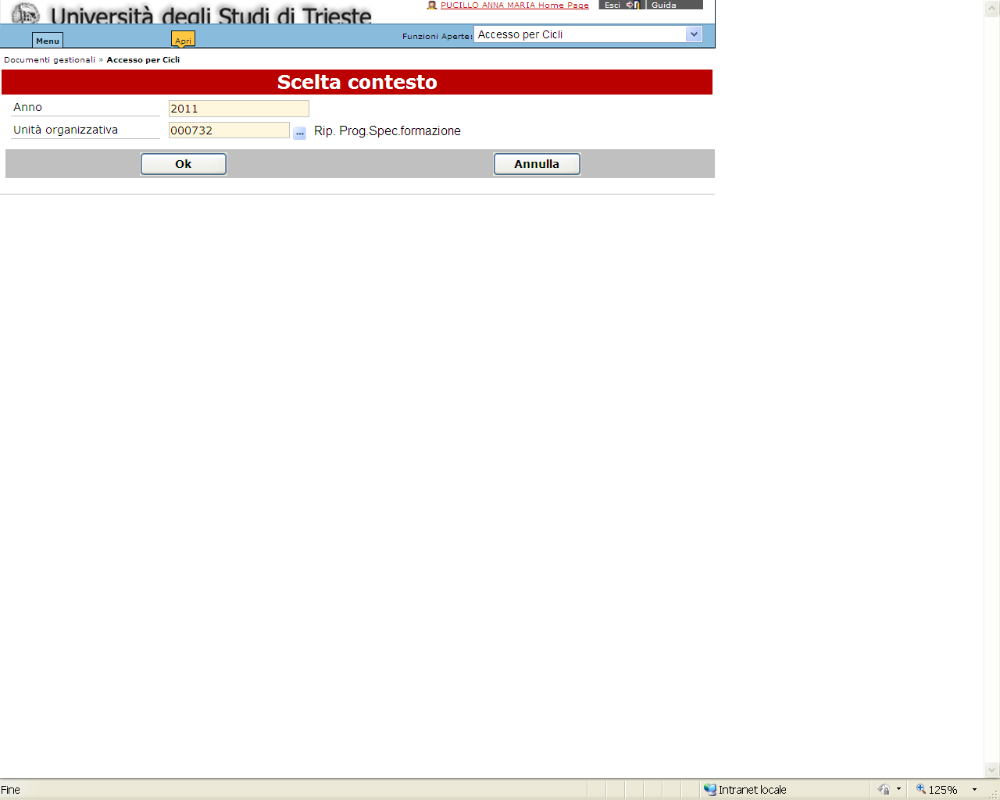 Università degli Studi di Trieste
PUCILLO ANNA MARIA Home Page Esci Guida
Menu Apri Funzioni Aperte: Accesso per Cicli
Documenti gestionali » Accesso per Cicli
Scelta contesto
Anno 2011
Unità organizzativa 000732 ... Rip. Prog.Spec.formazione
Ok Annulla
Fine Intranet locale 125%